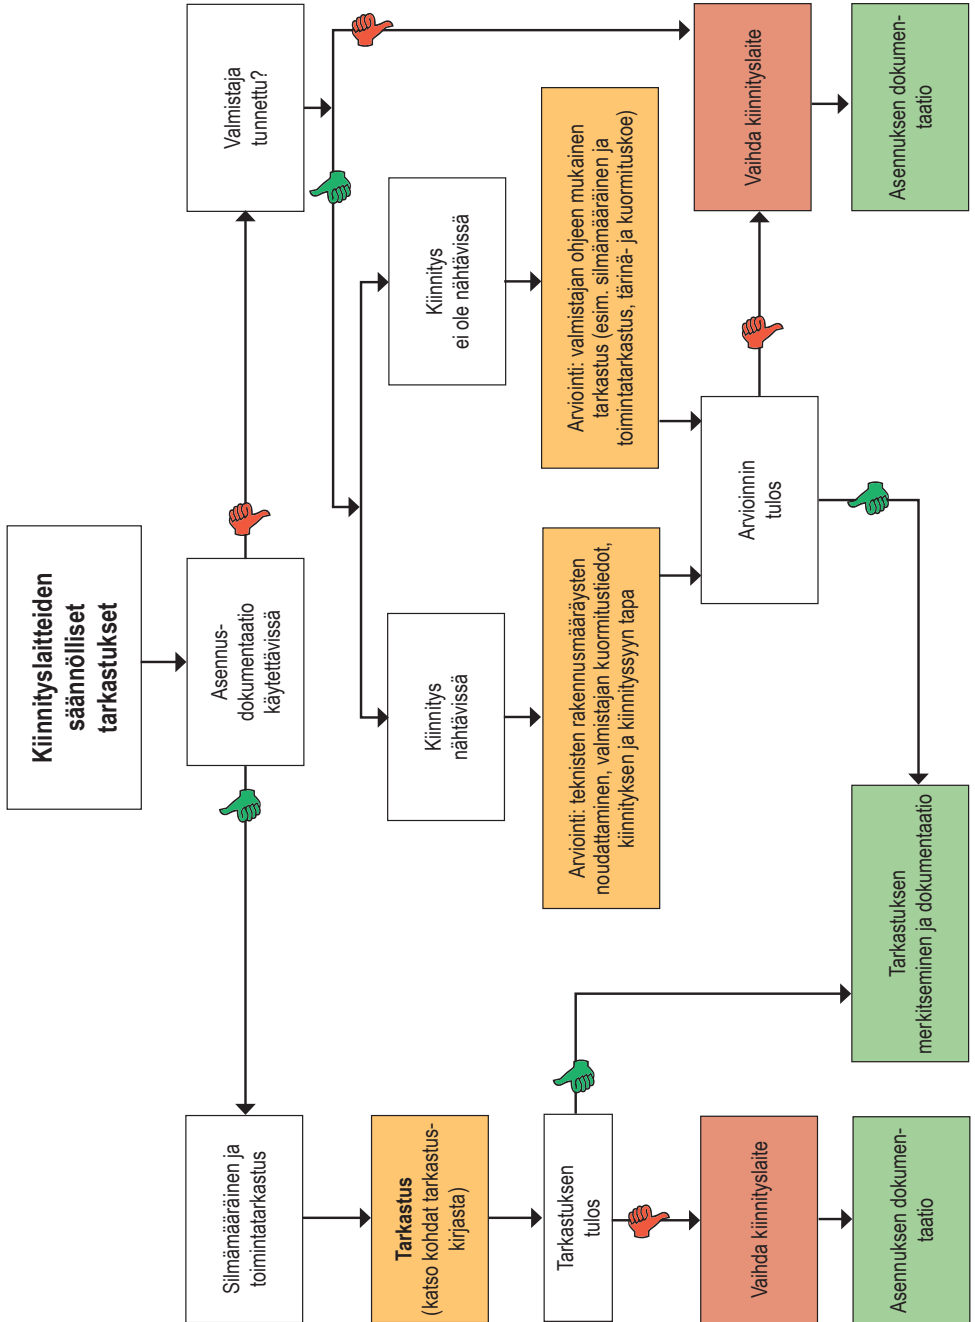 Kiinnityslaitteiden
säännölliset
tarkastukset
Asennus-
dokumentaatio
käytettävissä
Silmämääräinen ja
toimintatarkastus
Valmistaja
tunnettu?
Tarkastus
(katso kohdat tarkastus-
kirjasta)
Kiinnitys
nähtävissä
Kiinnitys
ei ole nähtävissä
Tarkastuksen
tulos
Arviointi: teknisten rakennusmääräysten
noudattaminen, valmistajan kuormitustiedot,
kiinnityksen ja kiinnityssyyn tapa
Arviointi: valmistajan ohjeen mukainen
tarkastus (esim. silmämääräinen ja
toimintatarkastus, tärinä- ja kuormituskoe)
Vaihda kiinnityslaite
Arvioinnin
tulos
Vaihda kiinnityslaite
Asennuksen dokumen-
taatio
Tarkastuksen
merkitseminen ja dokumentaatio
Asennuksen dokumen-
taatio